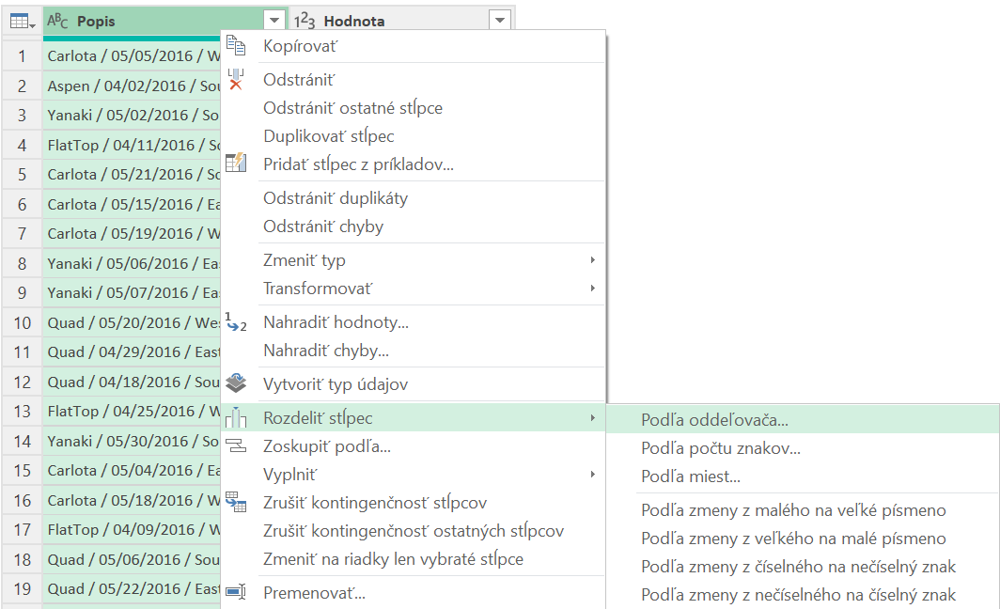 ABC Popis 123 Hodnota
1 Carlota / 05/05/2016 / W
2 Aspen / 04/02/2016 / Sou
3 Yanaki / 05/02/2016 / So
4 FlatTop / 04/11/2016 / So
5 Carlota / 05/21/2016 / So
6 Carlota / 05/15/2016 / Ea
7 Carlota / 05/19/2016 / W
8 Yanaki / 05/06/2016 / Eas
9 Yanaki / 05/07/2016 / Eas
10 Quad / 05/20/2016 / Wes
11 Quad / 04/29/2016 / East
12 Quad / 04/18/2016 / Sou
13 FlatTop / 04/25/2016 / W
14 Yanaki / 05/30/2016 / So
15 Carlota / 05/04/2016 / Ea
16 Carlota / 05/18/2016 / W
17 FlatTop / 04/09/2016 / W
18 Quad / 05/06/2016 / Sou
19 Quad / 05/22/2016 / East
Kopírovať
Odstrániť
Odstrániť ostatné stĺpce
Duplikovať stĺpec
Pridať stĺpec z príkladov...
Odstrániť duplikáty
Odstrániť chyby
Zmeniť typ
Transformovať
Nahradiť hodnoty...
Nahradiť chyby...
Vytvoriť typ údajov
Rozdeliť stĺpec
Zoskupiť podľa...
Vyplniť
Zrušiť kontingenčnosť stĺpcov
Zrušiť kontingenčnosť ostatných stĺpcov
Zmeniť na riadky len vybraté stĺpce
Premenovať...
Podľa oddeľovača...
Podľa počtu znakov...
Podľa miest...
Podľa zmeny z malého na veľké písmeno
Podľa zmeny z veľkého na malé písmeno
Podľa zmeny z číselného na nečíselný znak
Podľa zmeny z nečíselného na číselný znak